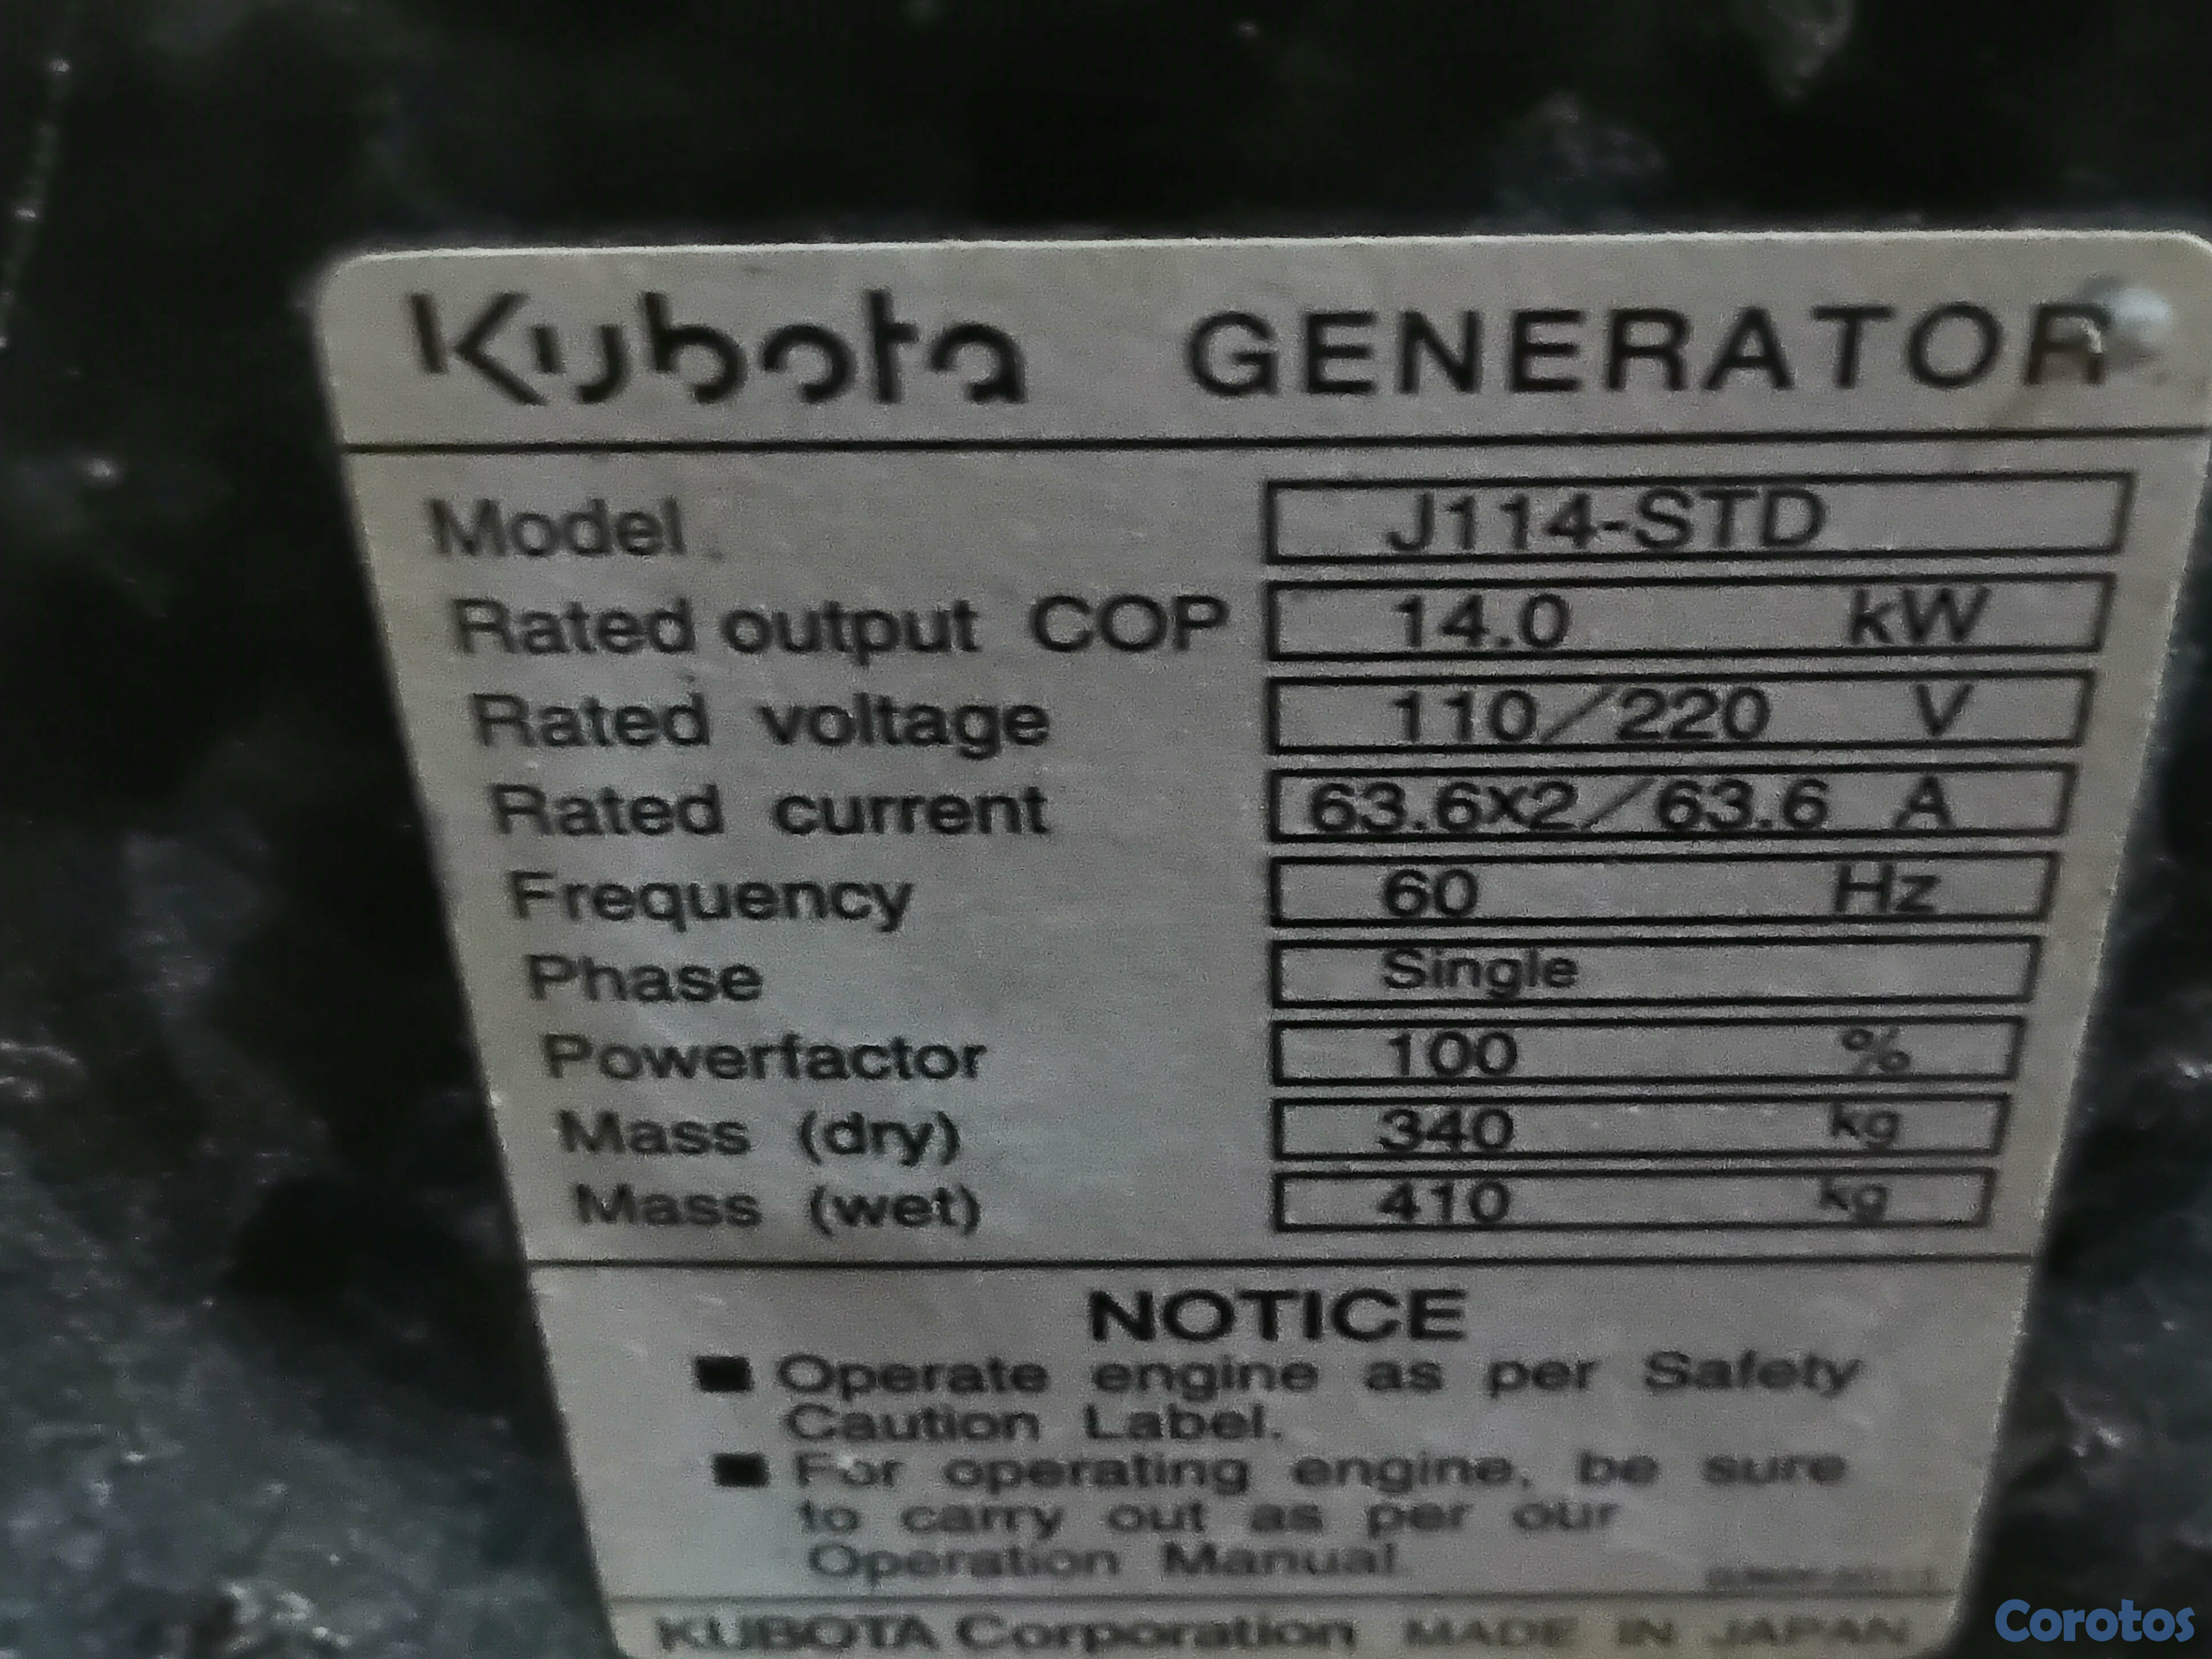 Kubota GENERATOR
Model J114-STD
Rated output COP 14.0 kW
Rated voltage 110/220 V
Rated current 63.6x2/63.6 A
Frequency 60 Hz
Phase Single
Powerfactor 100 %
Mass (dry) 340 kg
Mass (wet) 410 kg
NOTICE
■ Operate engine as per Safety
Caution Label.
■ For operating engine, be sure
to carry out as per our
Operation Manual
KUBOTA Corporation MADE IN JAPAN
Corotos